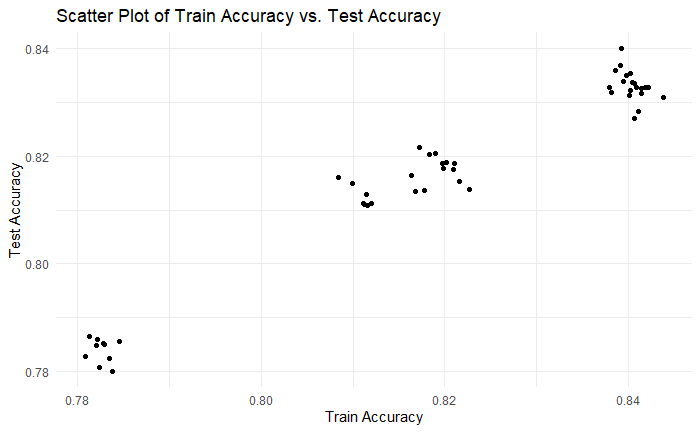 Scatter Plot of Train Accuracy vs. Test Accuracy
0.84
0.82
0.80
0.78
Test Accuracy
0.78 0.80 0.82 0.84
Train Accuracy